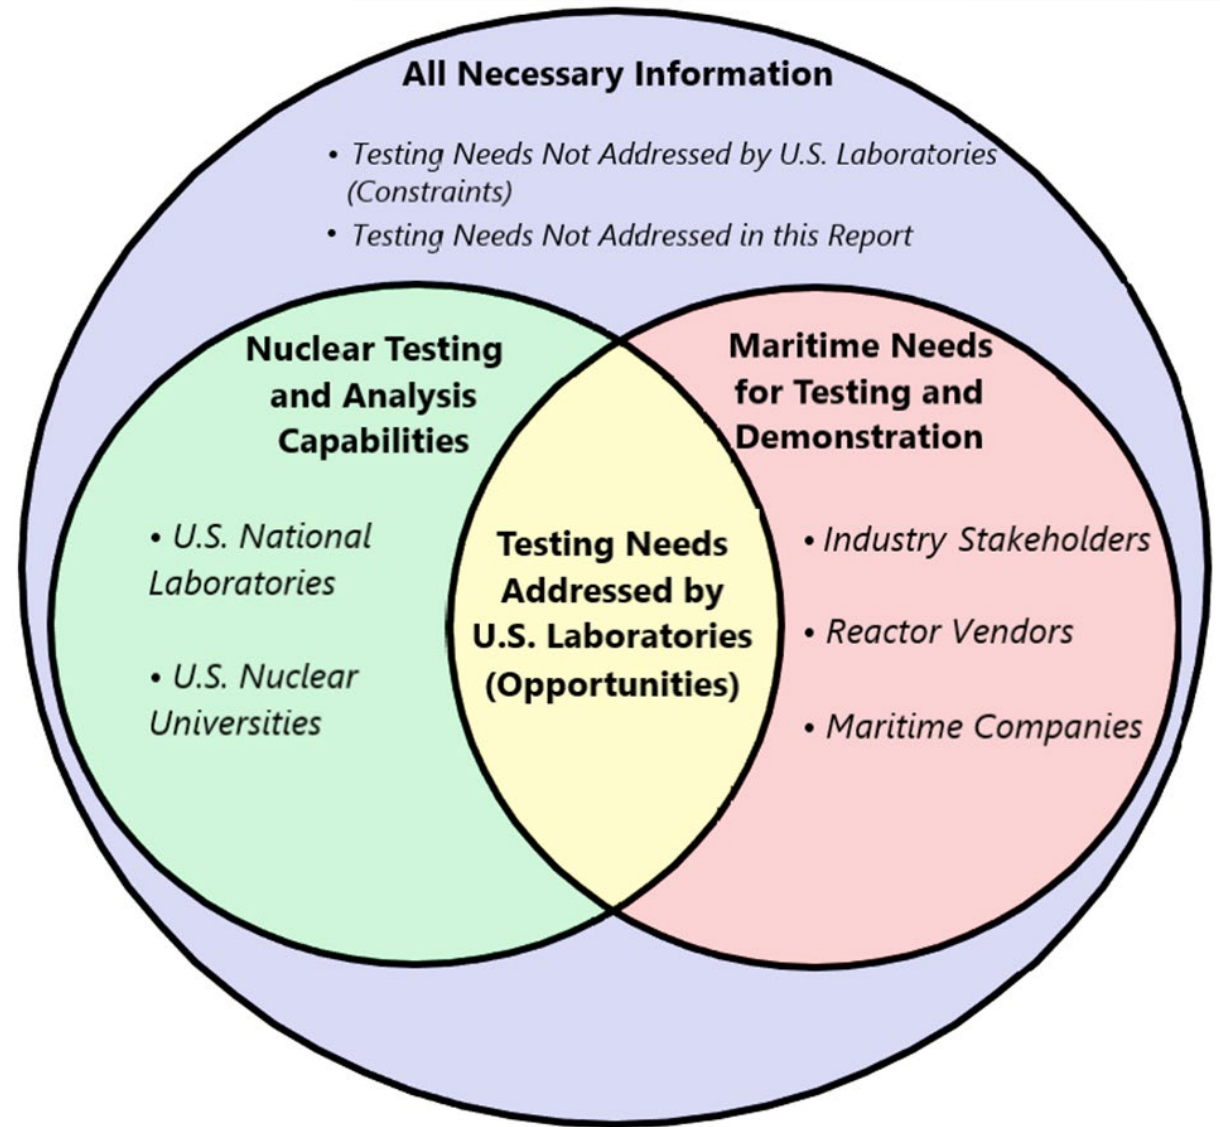 All Necessary Information
• Testing Needs Not Addressed by U.S. Laboratories
(Constraints)
• Testing Needs Not Addressed in this Report
Nuclear Testing
and Analysis
Capabilities
• U.S. National
Laboratories
• U.S. Nuclear
Universities
Testing Needs
Addressed by
U.S. Laboratories
(Opportunities)
Maritime Needs
for Testing and
Demonstration
• Industry Stakeholders
• Reactor Vendors
• Maritime Companies